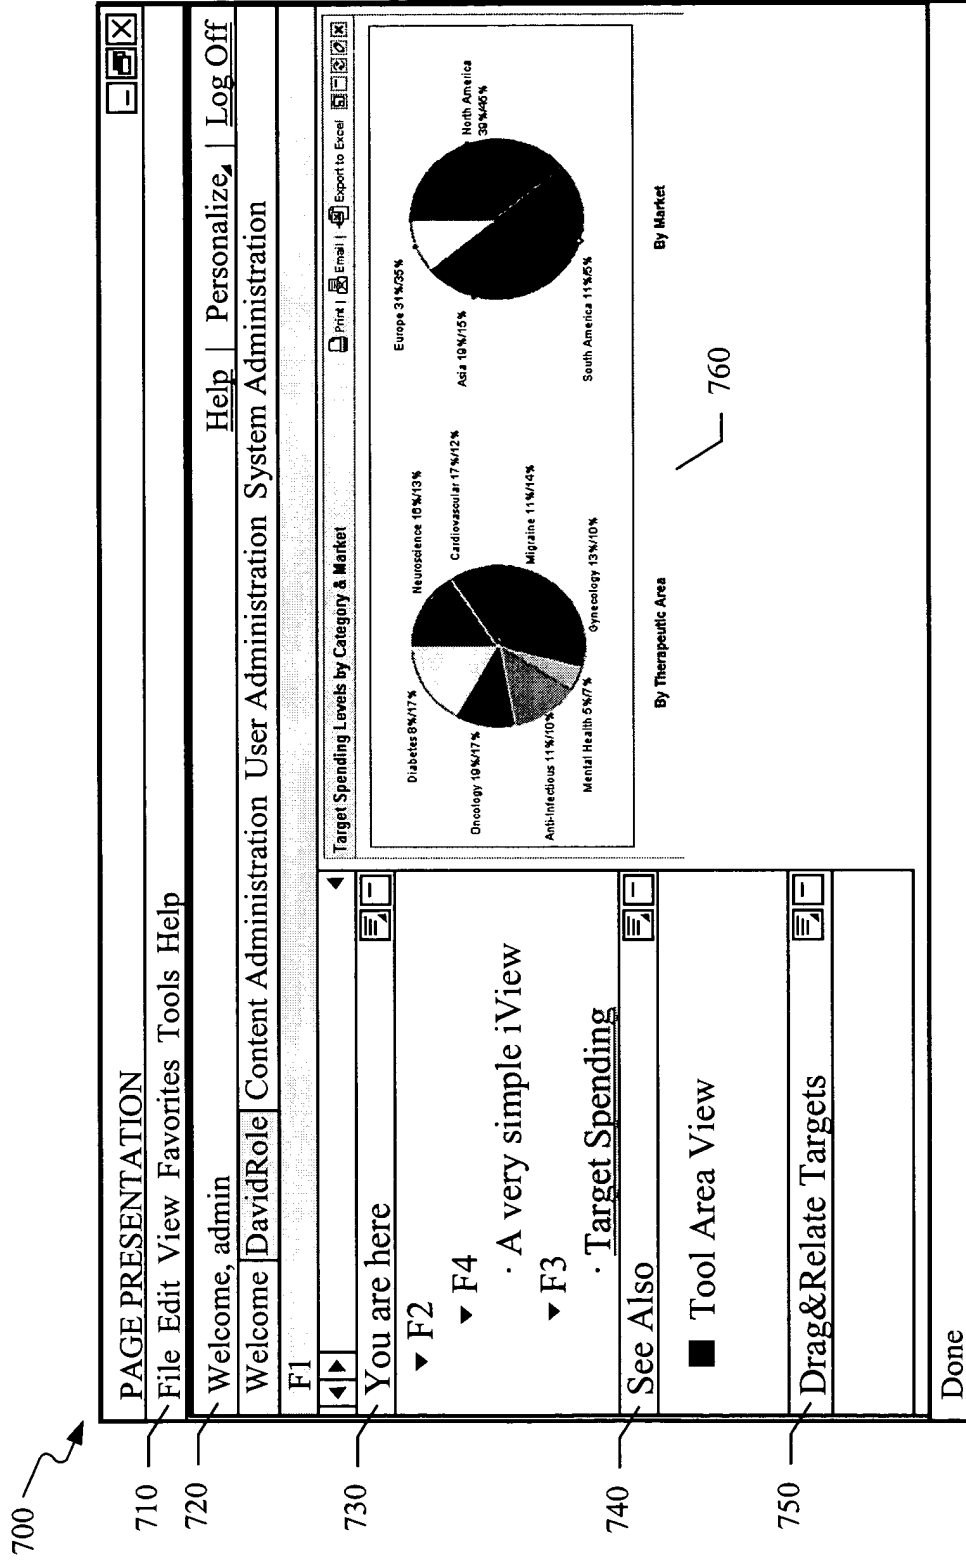 700
PAGE PRESENTATION
710
File Edit View Favorites Tools Help
720
Welcome, admin
Help | Personalize | Log Off
Welcome DavidRole Content Administration User Administration System Administration
F1
730
You are here
F2
F4
· A very simple iView
F3
· Target Spending
740
See Also
Tool Area View
750
Drag&Relate Targets
Done
Target Spending Levels by Category & Market
Print | Email | Export to Excel
Diabetes 8%/17%
Neuroscience 16%/13%
Cardiovascular 17%/12%
Oncology 19%/17%
Migraine 11%/14%
Anti-Infectious 11%/10%
Mental Health 5%/7%
Gynecology 13%/10%
By Therapeutic Area
Europe 31%/35%
North America
39%/45%
Asia 19%/15%
South America 11%/5%
By Market
760